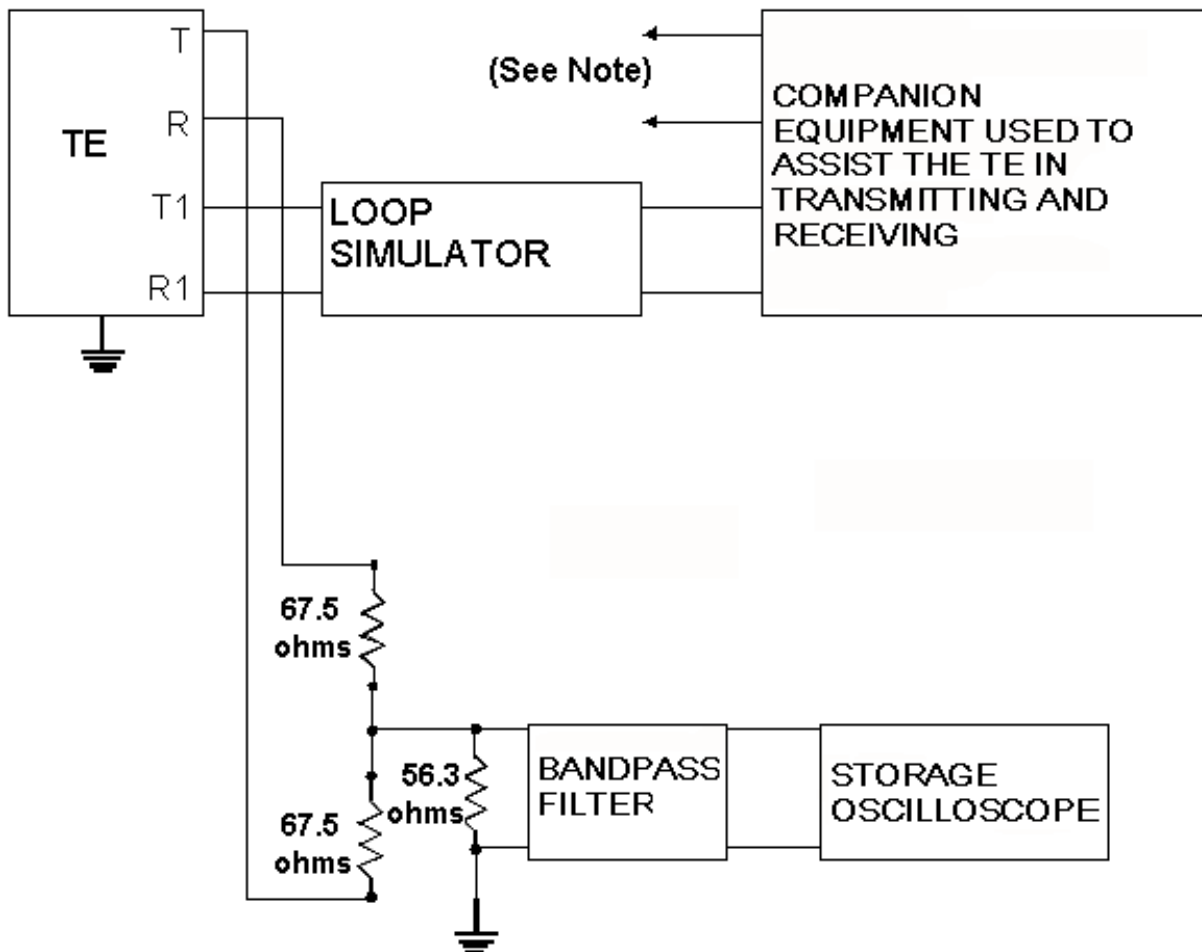 T
R
TE
T1
R1
(See Note)
LOOP
SIMULATOR
COMPANION
EQUIPMENT USED TO
ASSIST THE TE IN
TRANSMITTING AND
RECEIVING
67.5
ohms
67.5
ohms
56.3
ohms
BANDPASS
FILTER
STORAGE
OSCILLOSCOPE